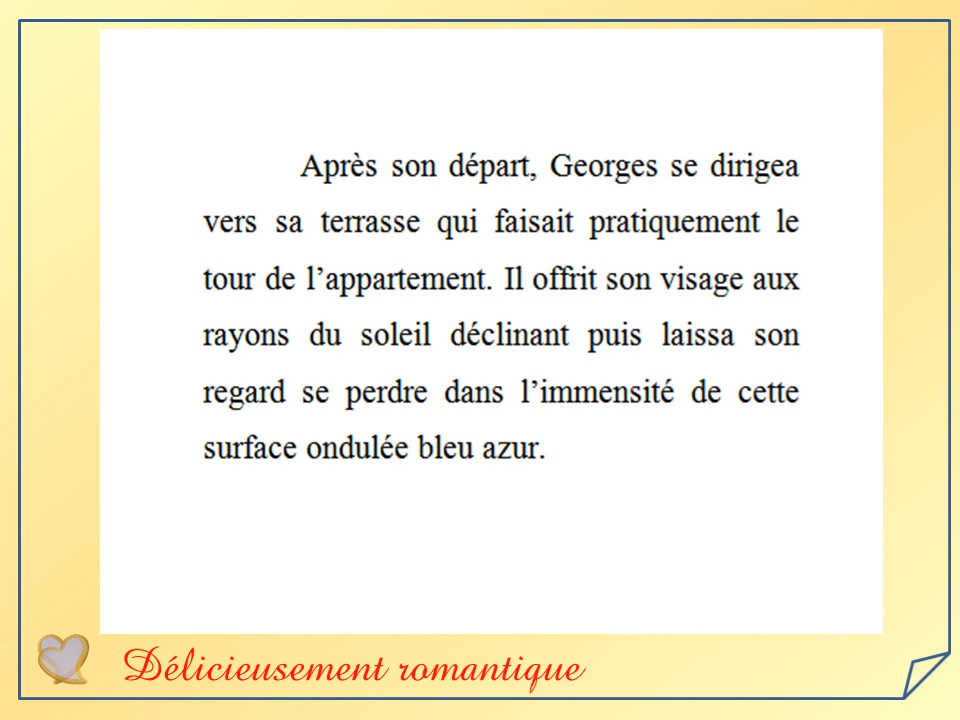 Après son départ, Georges se dirigea
vers sa terrasse qui faisait pratiquement le
tour de l’appartement. Il offrit son visage aux
rayons du soleil déclinant puis laissa son
regard se perdre dans l’immensité de cette
surface ondulée bleu azur.
Délicieusement romantique